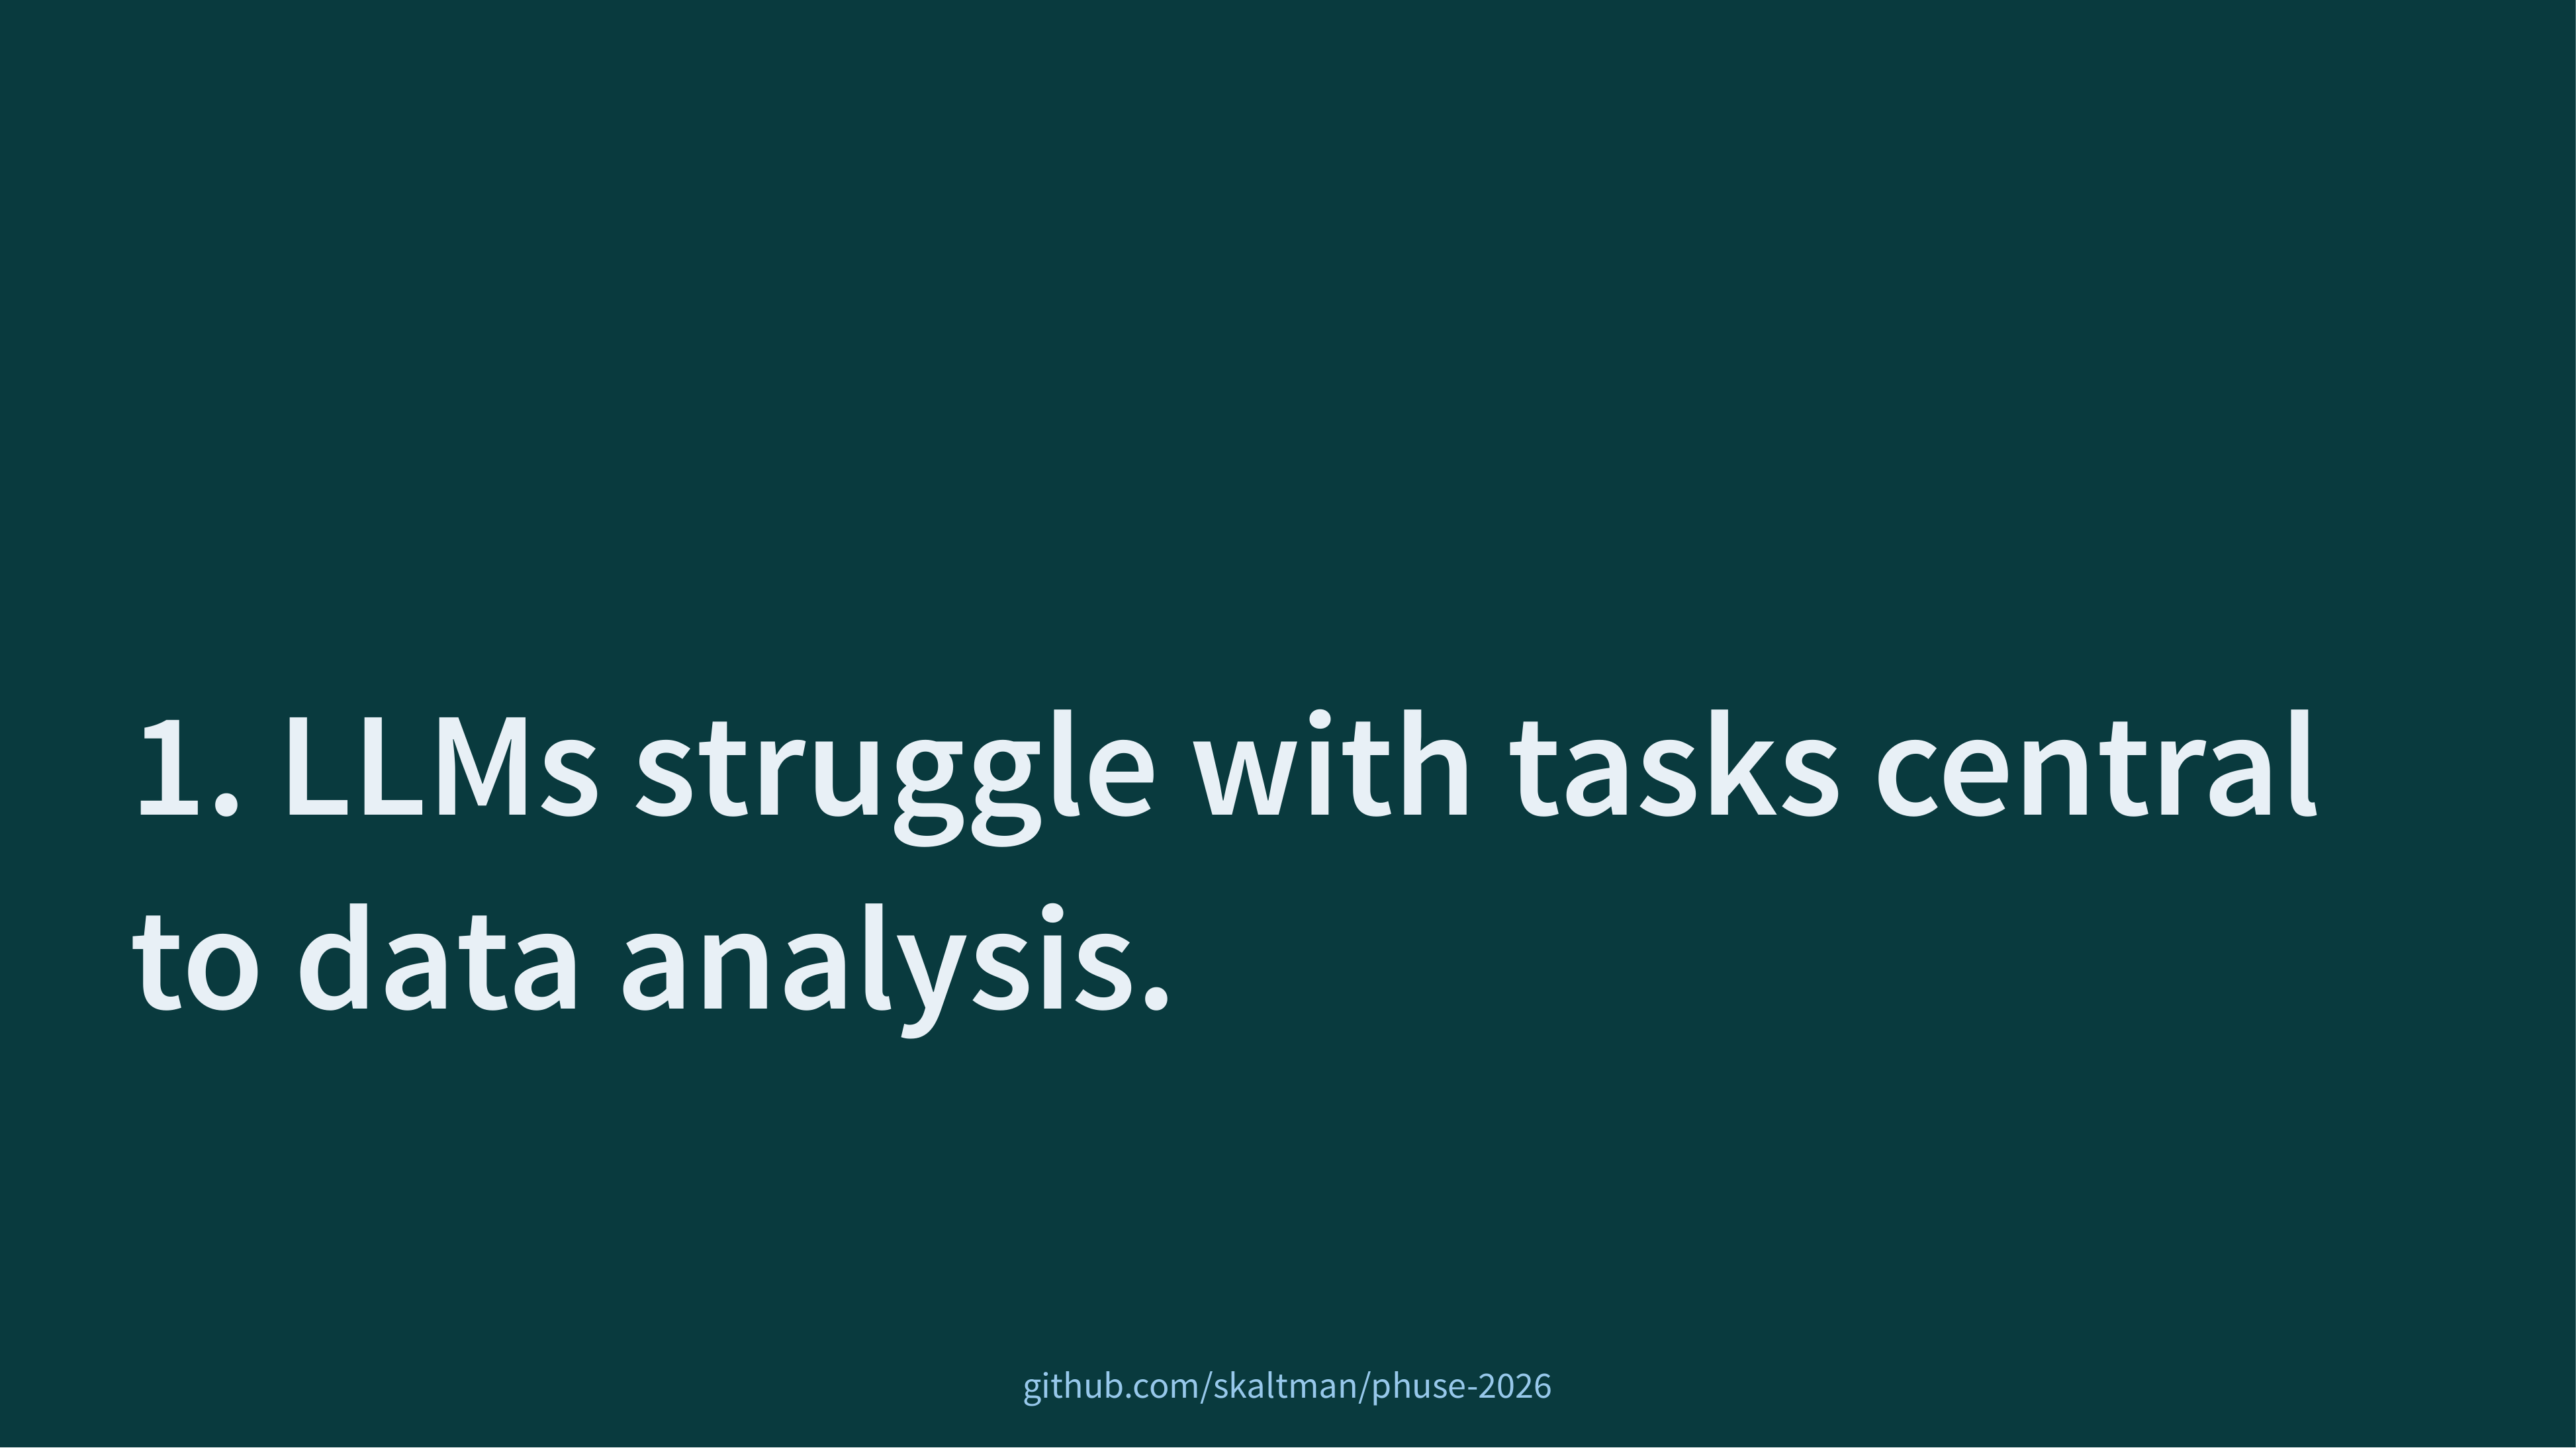 1. LLMs struggle with tasks central
to data analysis.
github.com/skaltman/phuse-2026